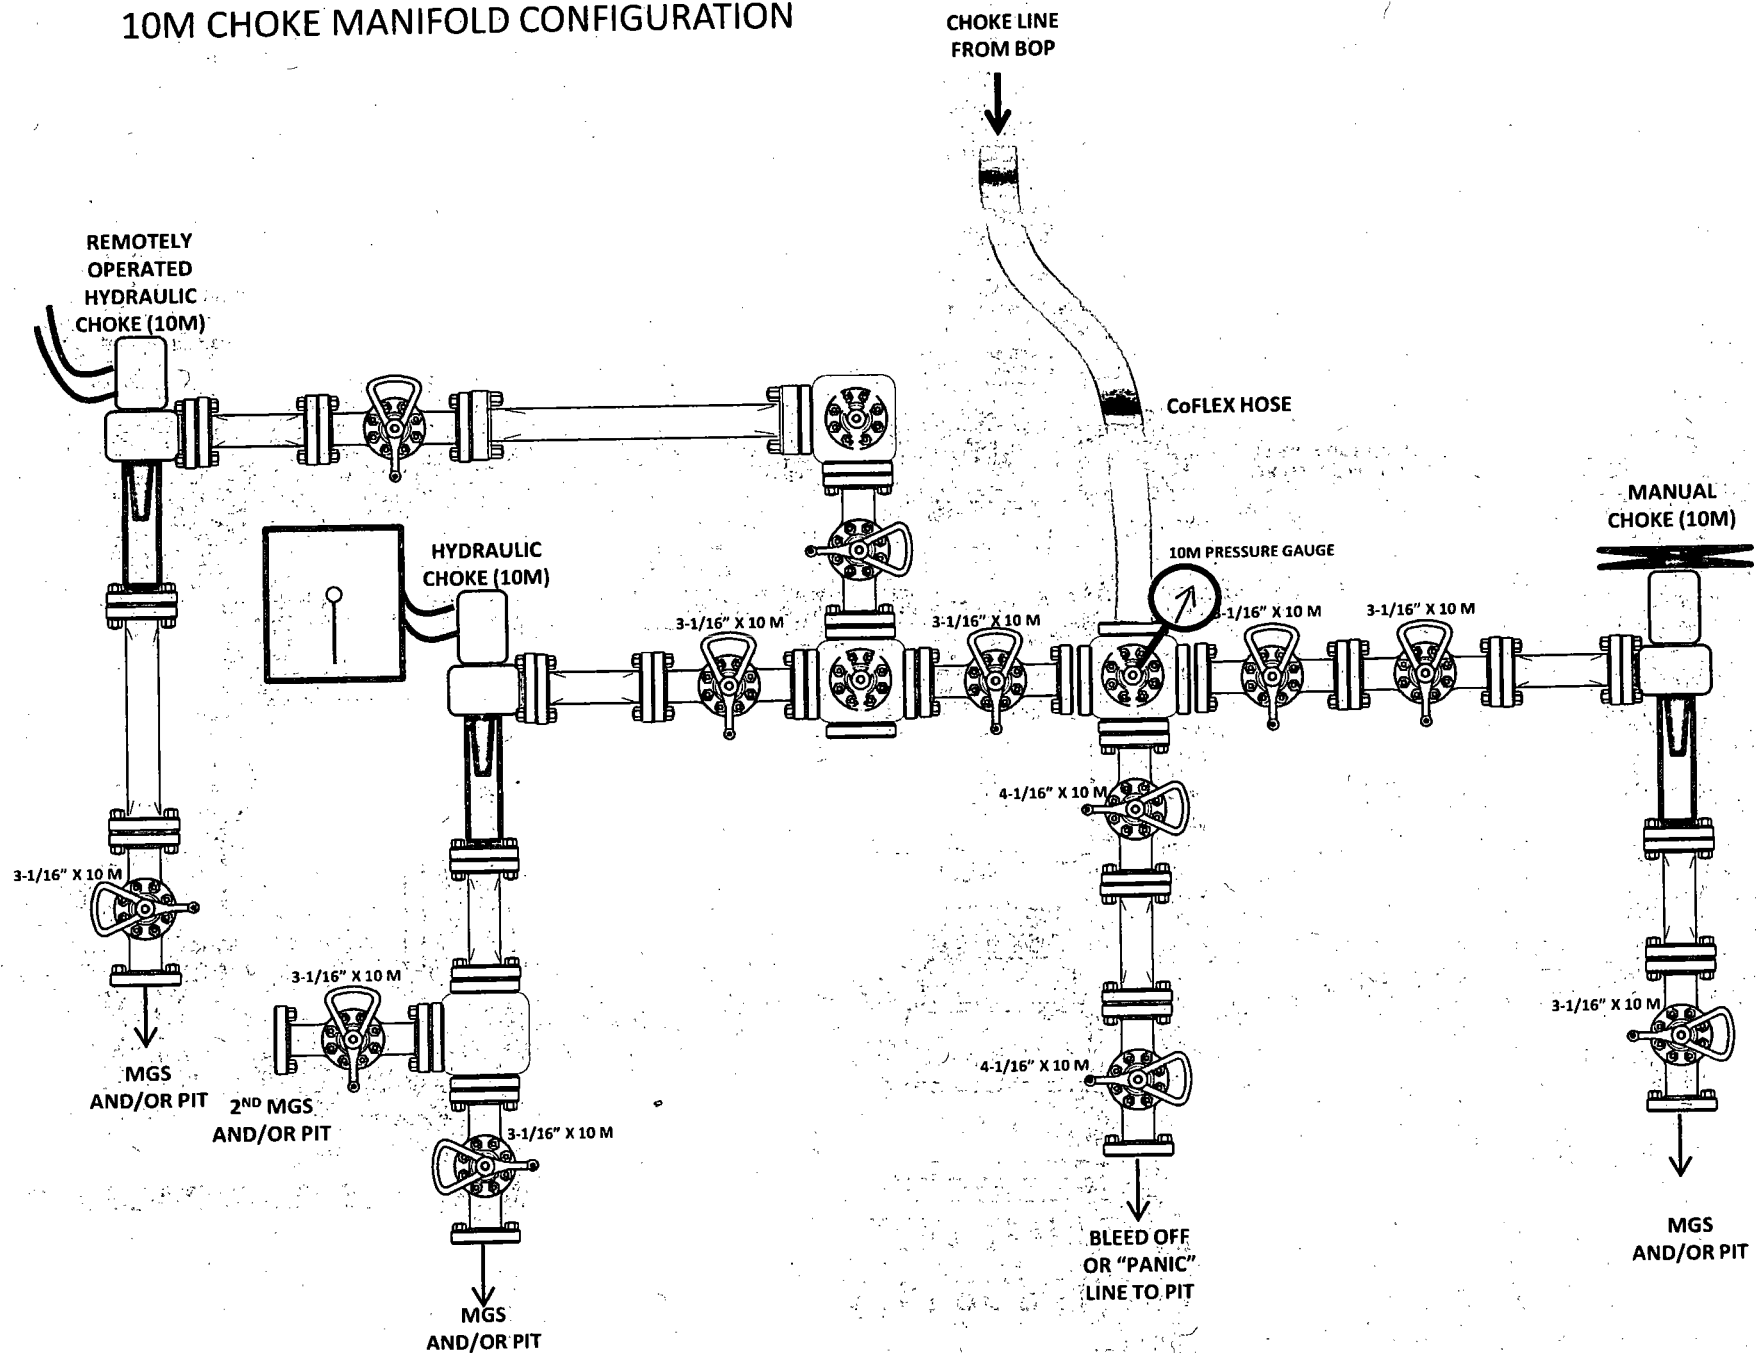 10M CHOKE MANIFOLD CONFIGURATION
CHOKE LINE
FROM BOP
REMOTELY
OPERATED
HYDRAULIC
CHOKE (10M)
CoFLEX HOSE
MANUAL
CHOKE (10M)
HYDRAULIC
CHOKE (10M)
10M PRESSURE GAUGE
3-1/16" X 10 M
3-1/16" X 10 M
3-1/16" X 10 M
3-1/16" X 10 M
4-1/16" X 10 M
3-1/16" X 10 M
3-1/16" X 10 M
3-1/16" X 10 M
4-1/16" X 10 M
MGS
AND/OR PIT
2ND MGS
AND/OR PIT
3-1/16" X 10 M
BLEED OFF
OR "PANIC"
LINE TO PIT
MGS
AND/OR PIT
MGS
AND/OR PIT